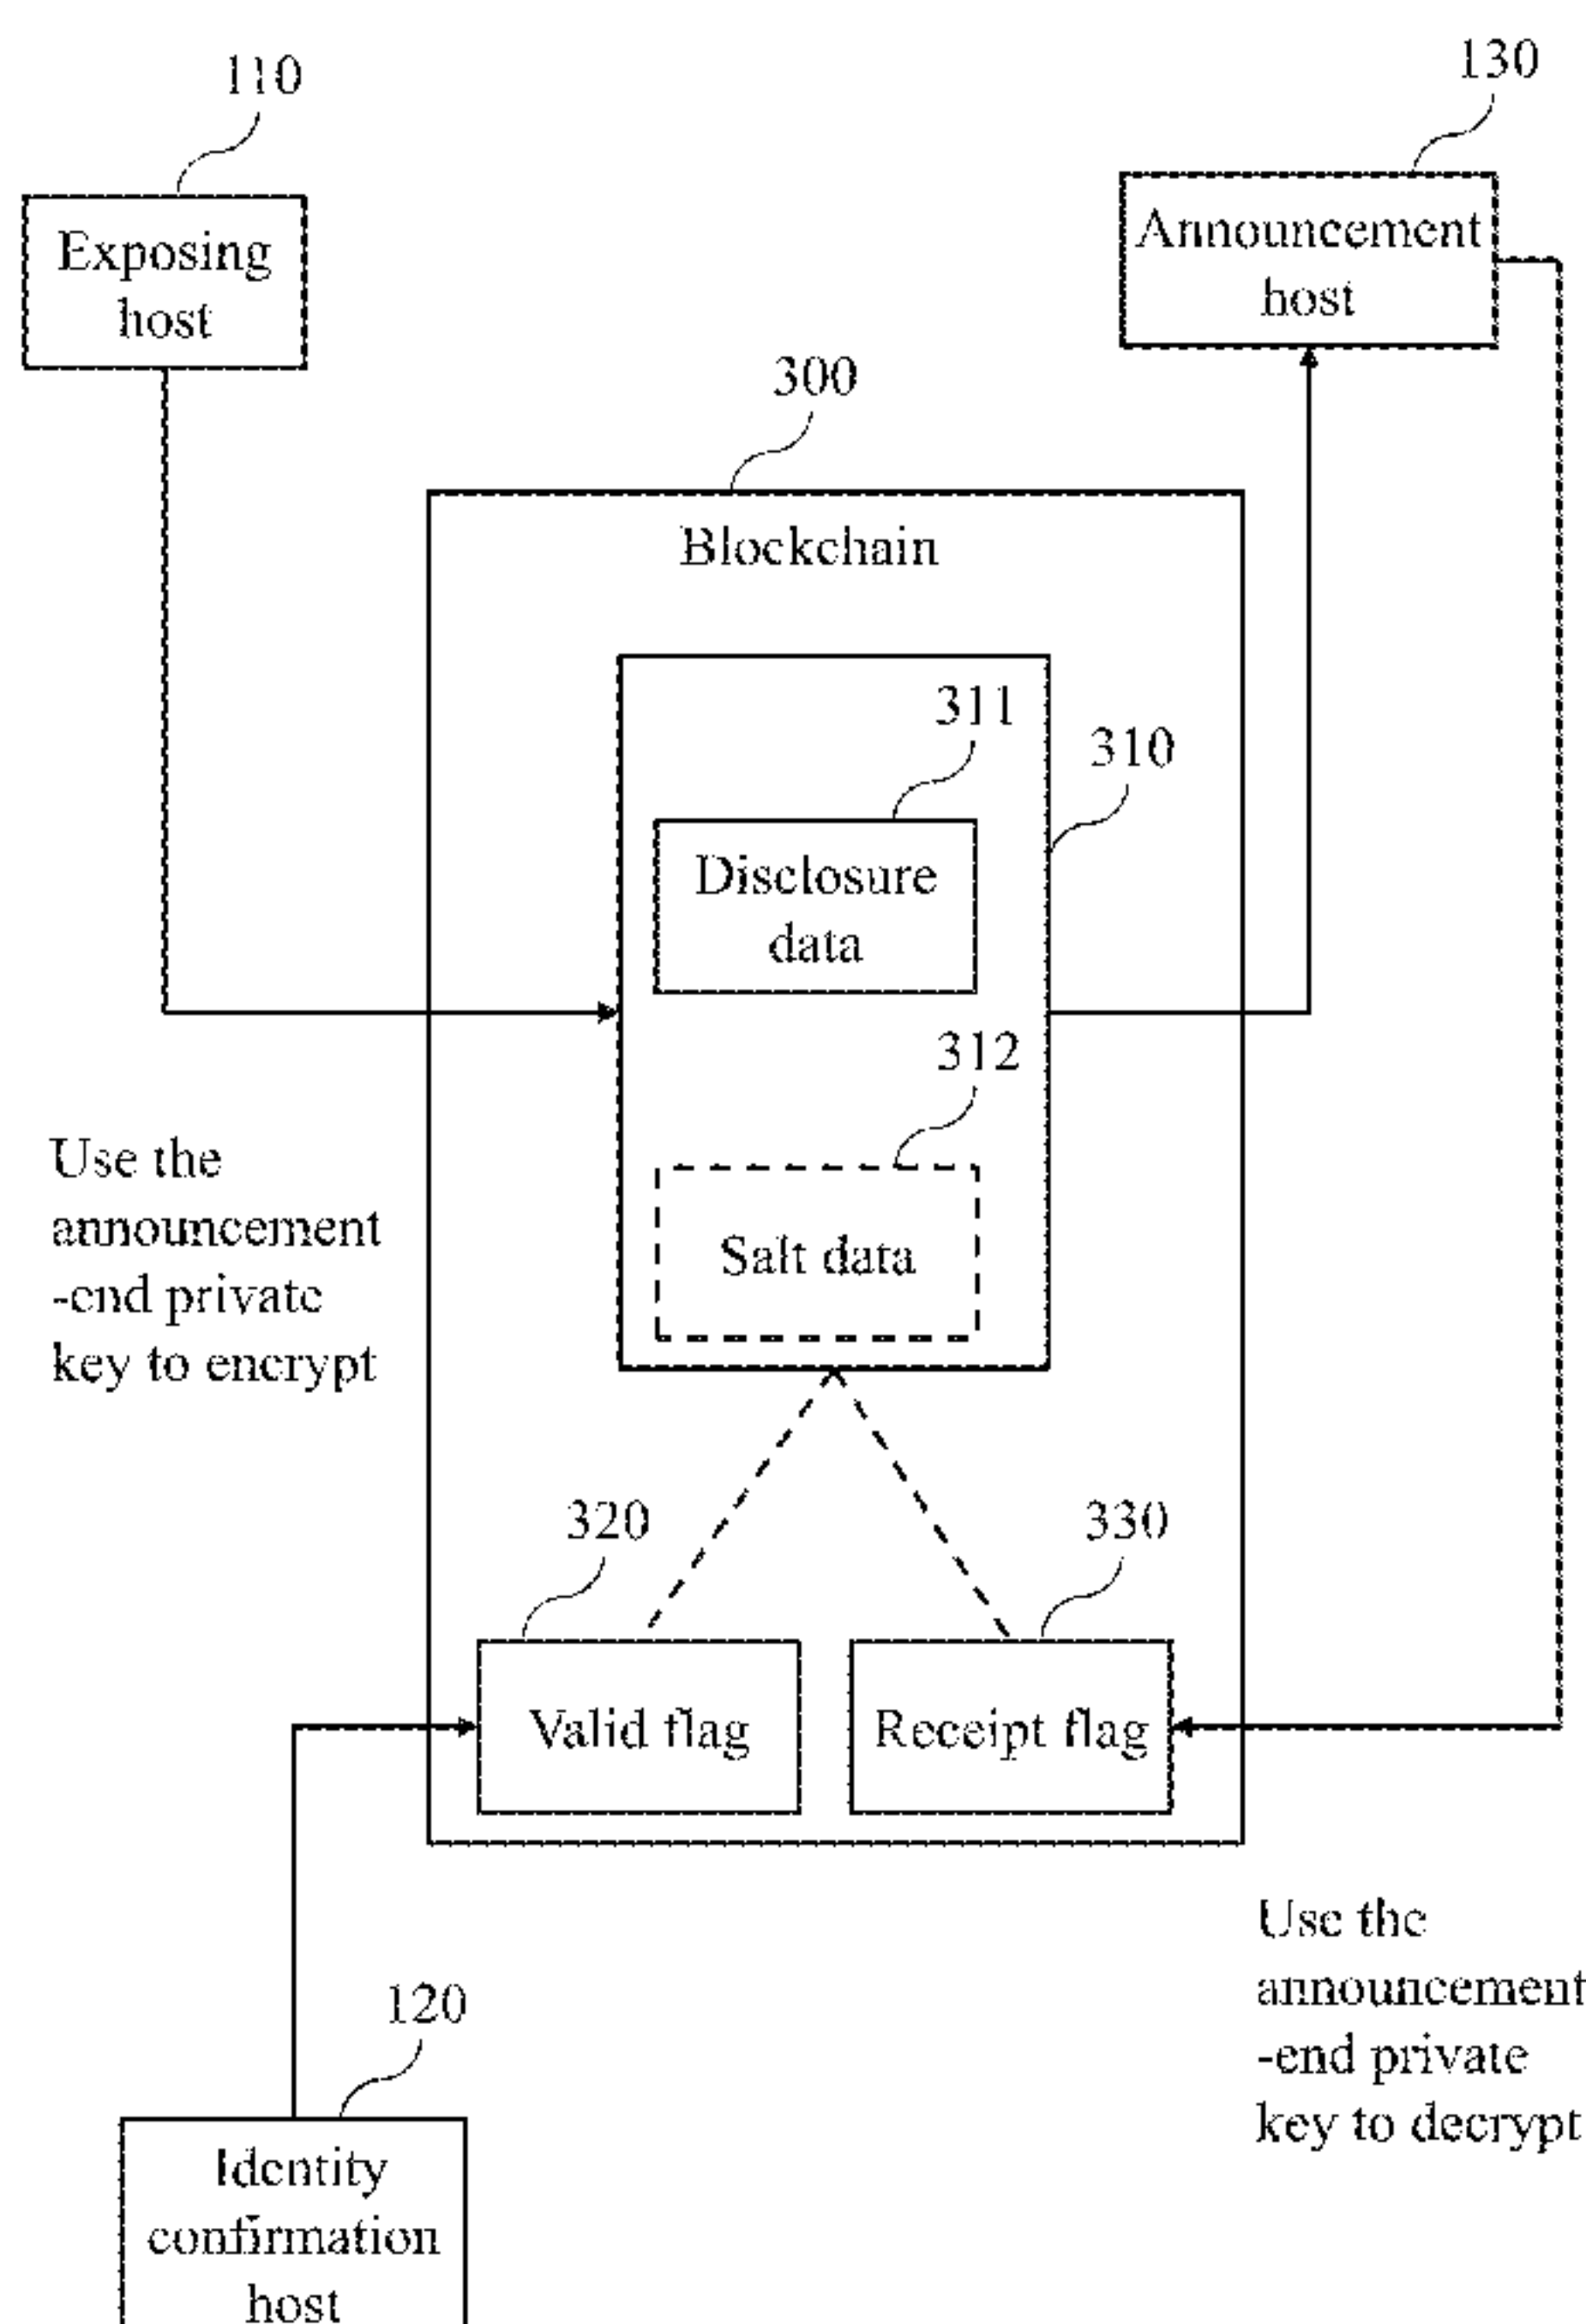 110
130
Exposing
host
Announcement
host
300
Blockchain
311
310
Disclosure
data
312
Use the
announcement
-end private
key to encrypt
Salt data
320
330
Valid flag
Receipt flag
Use the
announcement
-end private
key to decrypt
120
Identity
confirmation
host